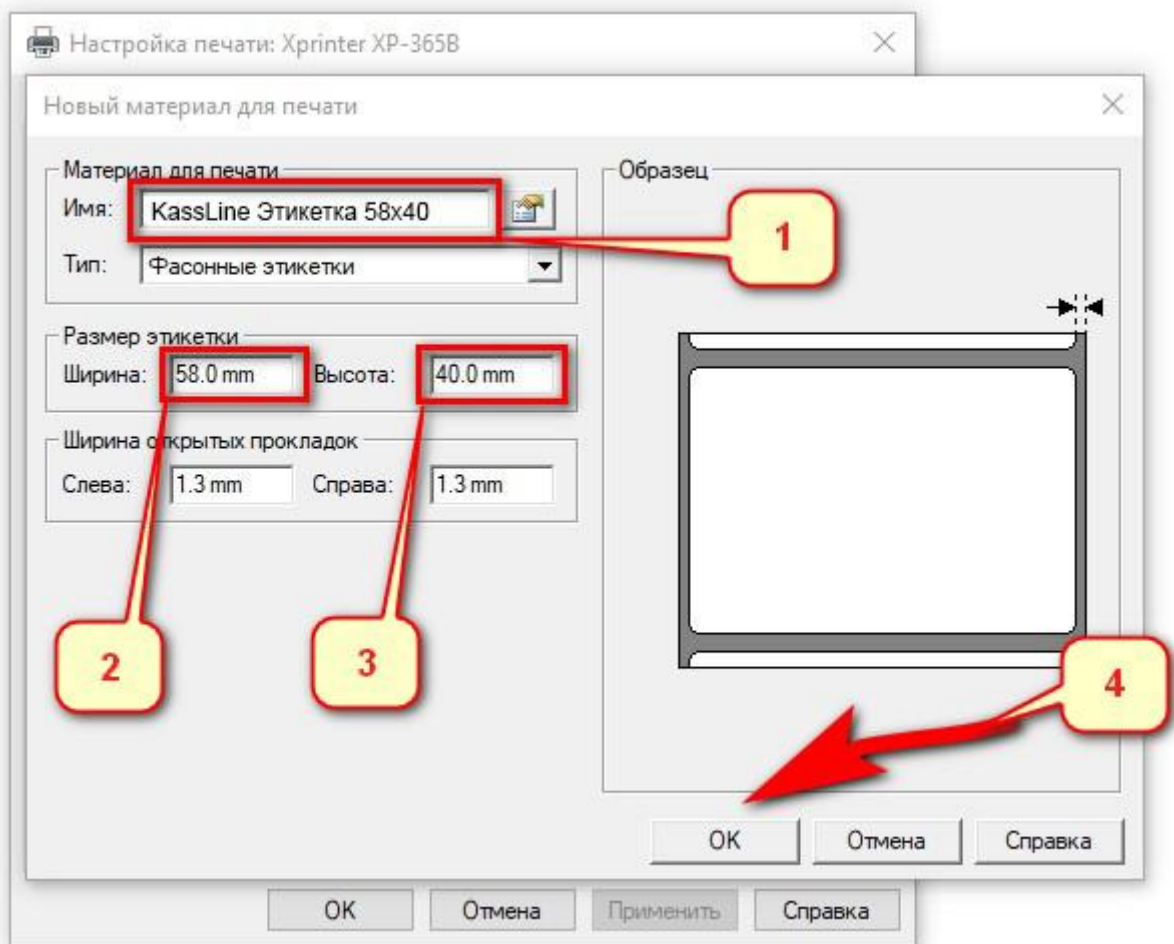 Настройка печати: Xprinter XP-365B
Новый материал для печати
Материал для печати
Имя: KassLine Этикетка 58x40
Тип: Фасонные этикетки
Образец
1
Размер этикетки
Ширина: 58.0 mm Высота: 40.0 mm
Ширина открытых прокладок
Слева: 1.3 mm Справа: 1.3 mm
2
3
4
OK Отмена Справка
OK Отмена Применить Справка